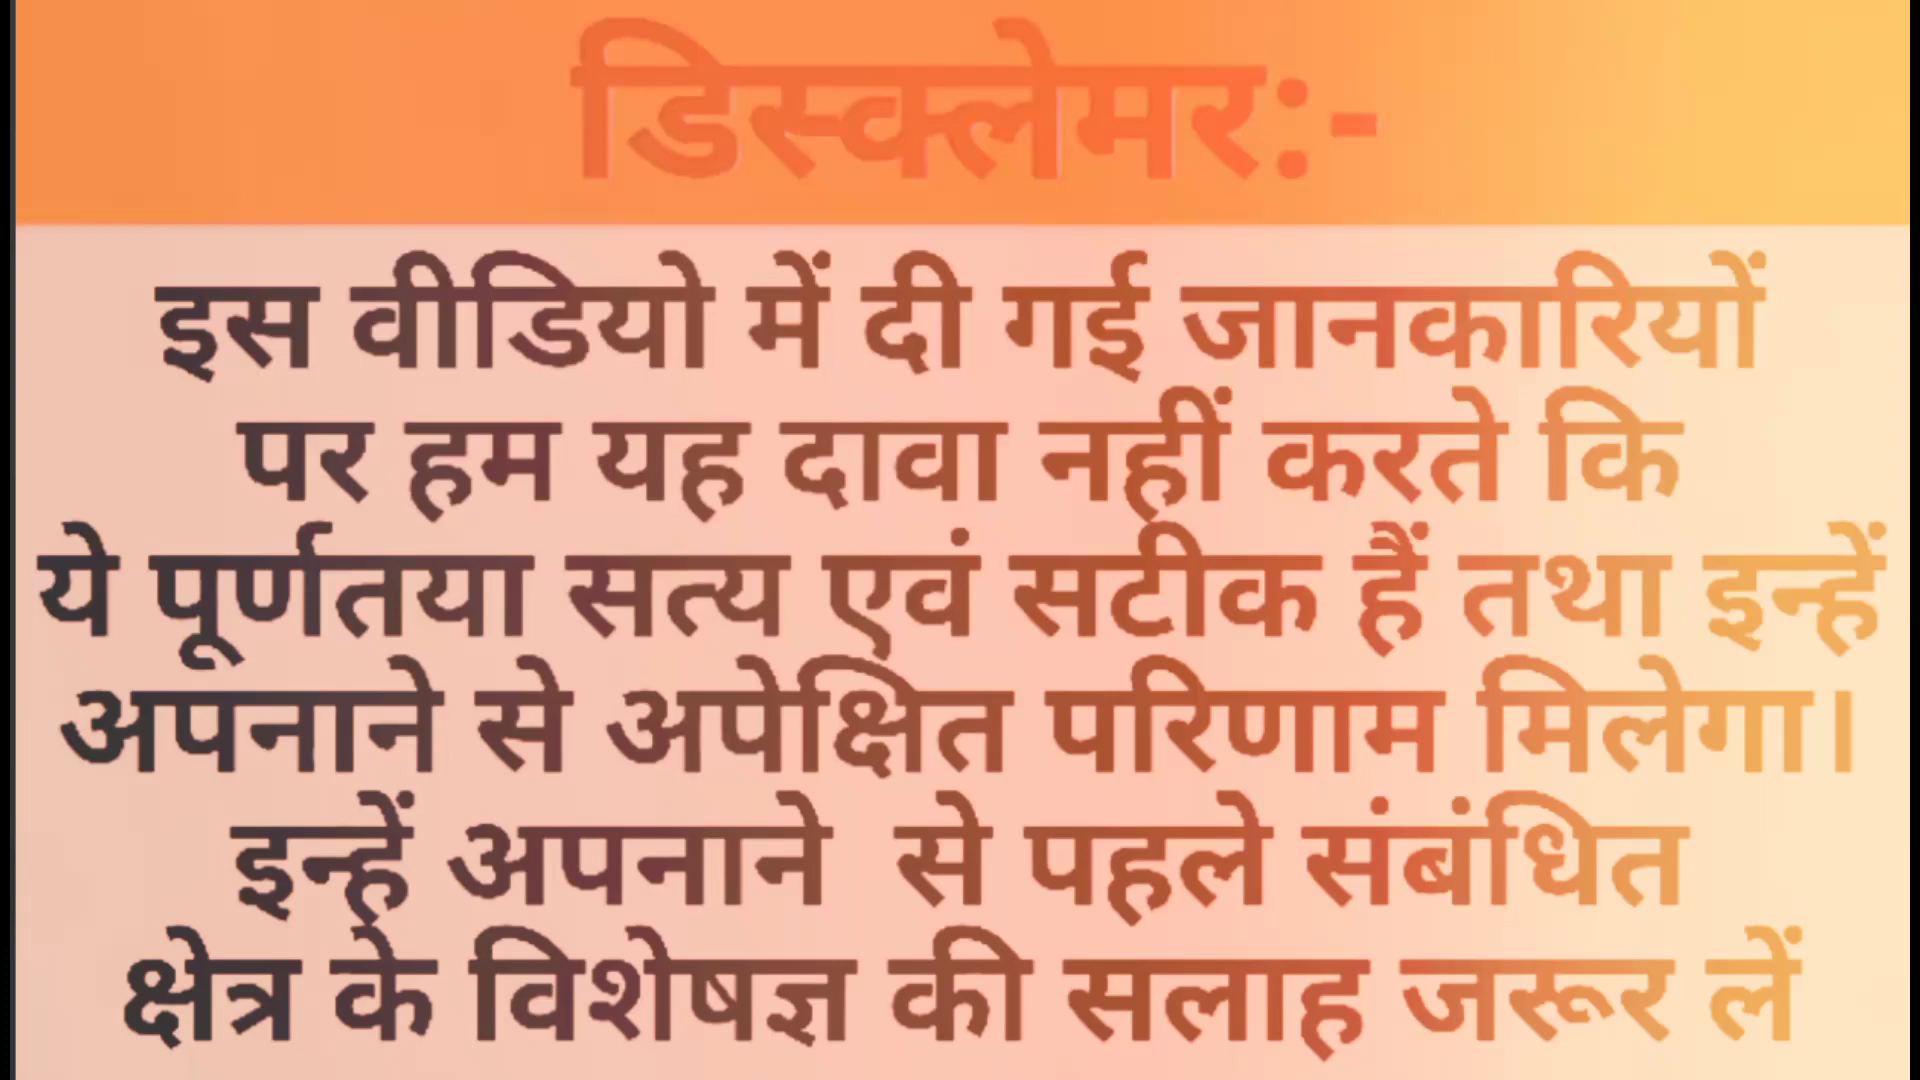 डिस्क्लेमर:-
इस वीडियो में दी गई जानकारियों
पर हम यह दावा नहीं करते कि
ये पूर्णतया सत्य एवं सटीक हैं तथा इन्हें
अपनाने से अपेक्षित परिणाम मिलेगा।
इन्हें अपनाने से पहले संबंधित
क्षेत्र के विशेषज्ञ की सलाह जरूर लें